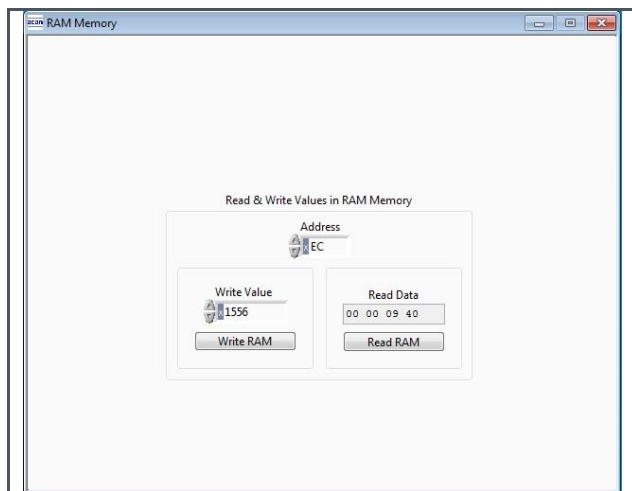 acan RAM Memory
Read & Write Values in RAM Memory
Address
x EC
Write Value
x 1556
Write RAM
Read Data
00 00 09 40
Read RAM